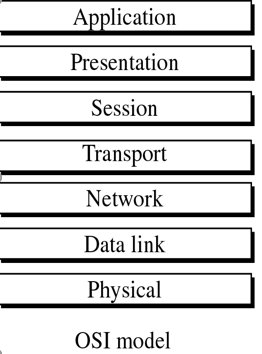 Application
Presentation
Session
Transport
Network
Data link
Physical
OSI model